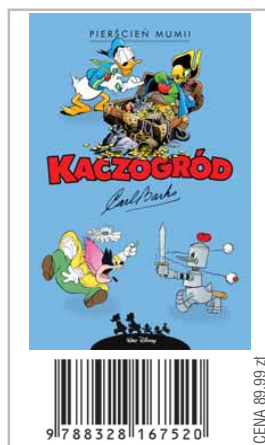 PIERŚCIEŃ MUMII
KACZOGRÓD
Carl Barks
Walt Disney
9 788328 167520
CENA 89,99 zł